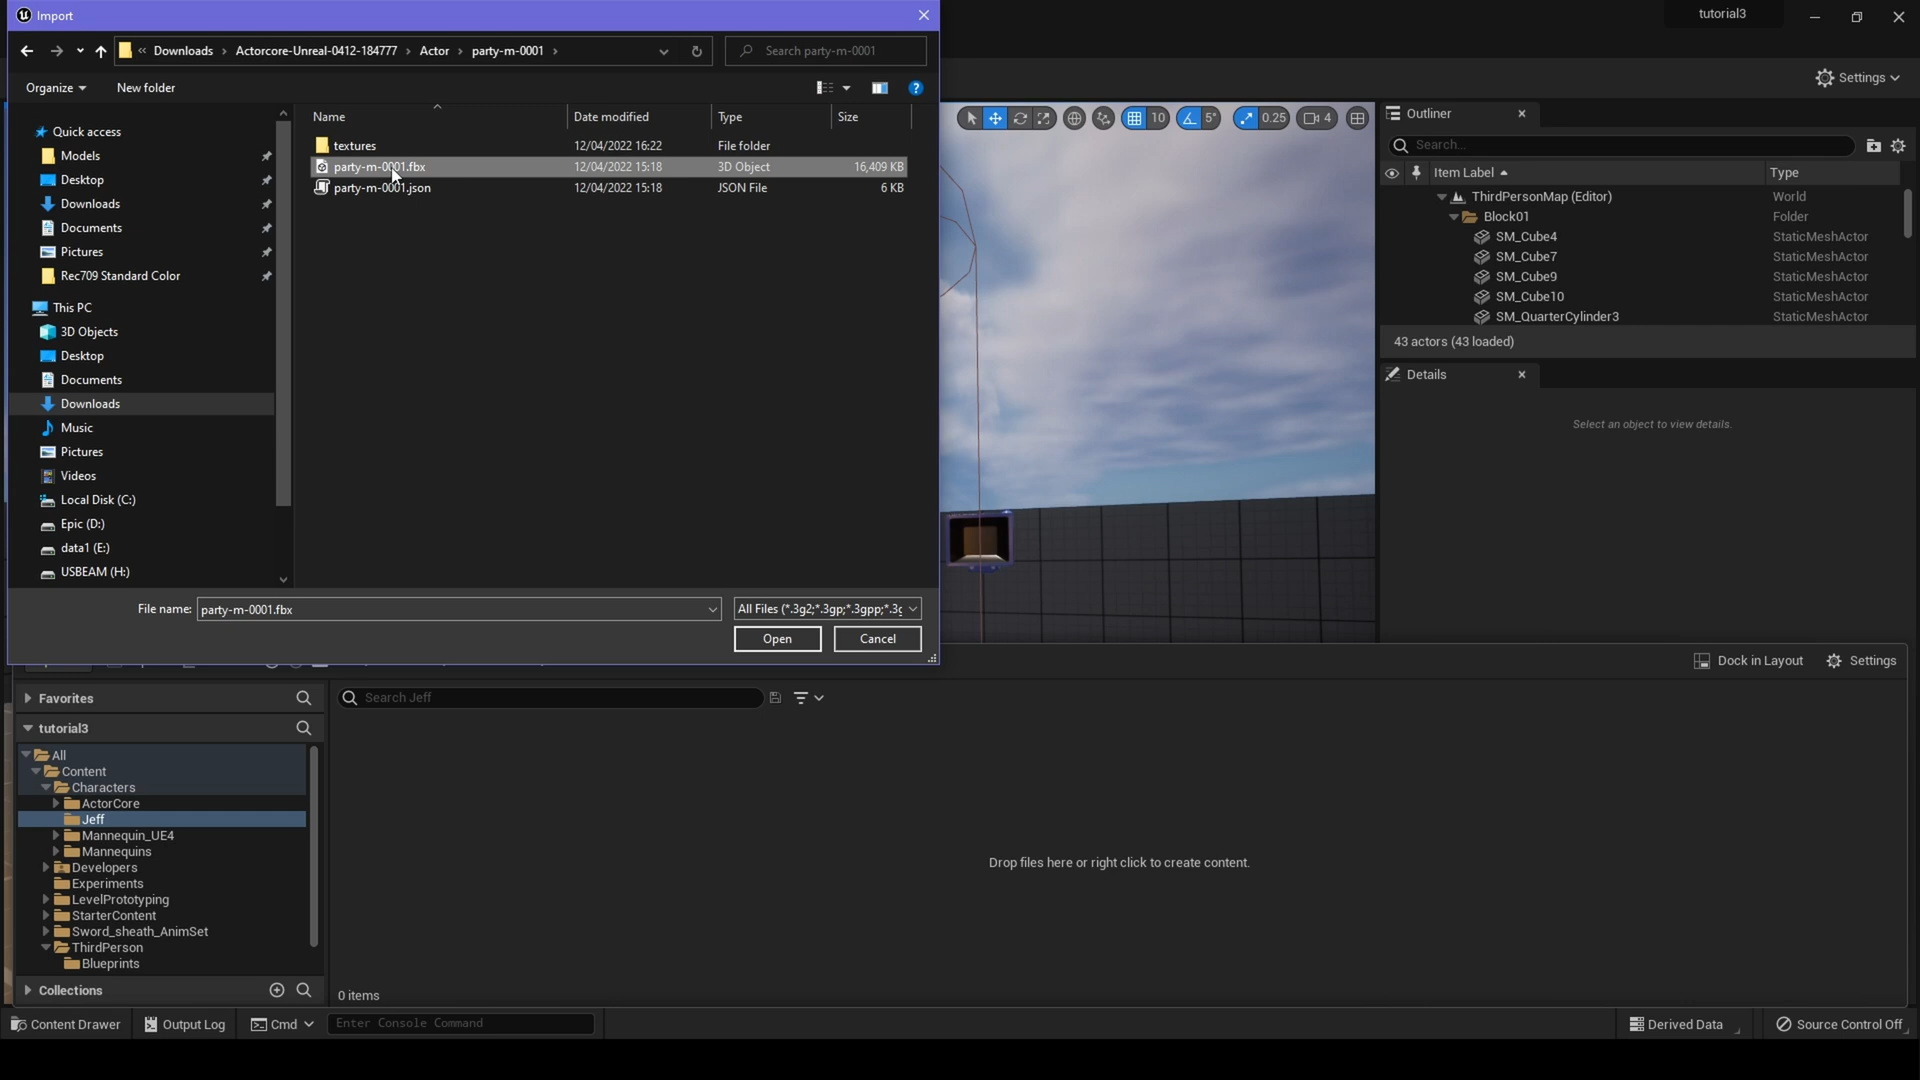 Import
tutorial3
« Downloads › Actorcore-Unreal-0412-184777 › Actor › party-m-0001 ›
Search party-m-0001
Organize
New folder
Settings
Name
Date modified
Type
Size
textures
12/04/2022 16:22
File folder
party-m-0001.fbx
12/04/2022 15:18
3D Object
16,409 KB
party-m-0001.json
12/04/2022 15:18
JSON File
6 KB
Quick access
Models
Desktop
Downloads
Documents
Pictures
Rec709 Standard Color
This PC
3D Objects
Desktop
Documents
Downloads
Music
Pictures
Videos
Local Disk (C:)
Epic (D:)
data1 (E:)
USBEAM (H:)
File name:
party-m-0001.fbx
All Files (*.3g2;*.3gp;*.3gpp;*.3g
Open
Cancel
10
5°
0.25
4
Outliner
Search...
Item Label
Type
ThirdPersonMap (Editor)
World
Block01
Folder
SM_Cube4
StaticMeshActor
SM_Cube7
StaticMeshActor
SM_Cube9
StaticMeshActor
SM_Cube10
StaticMeshActor
SM_QuarterCylinder3
StaticMeshActor
43 actors (43 loaded)
Details
Select an object to view details.
Dock in Layout
Settings
Favorites
Search Jeff
tutorial3
All
Content
Characters
ActorCore
Jeff
Mannequin_UE4
Mannequins
Developers
Experiments
LevelPrototyping
StarterContent
Sword_sheath_AnimSet
ThirdPerson
Blueprints
Collections
Drop files here or right click to create content.
0 items
Content Drawer
Output Log
Cmd
Enter Console Command
Derived Data
Source Control Off